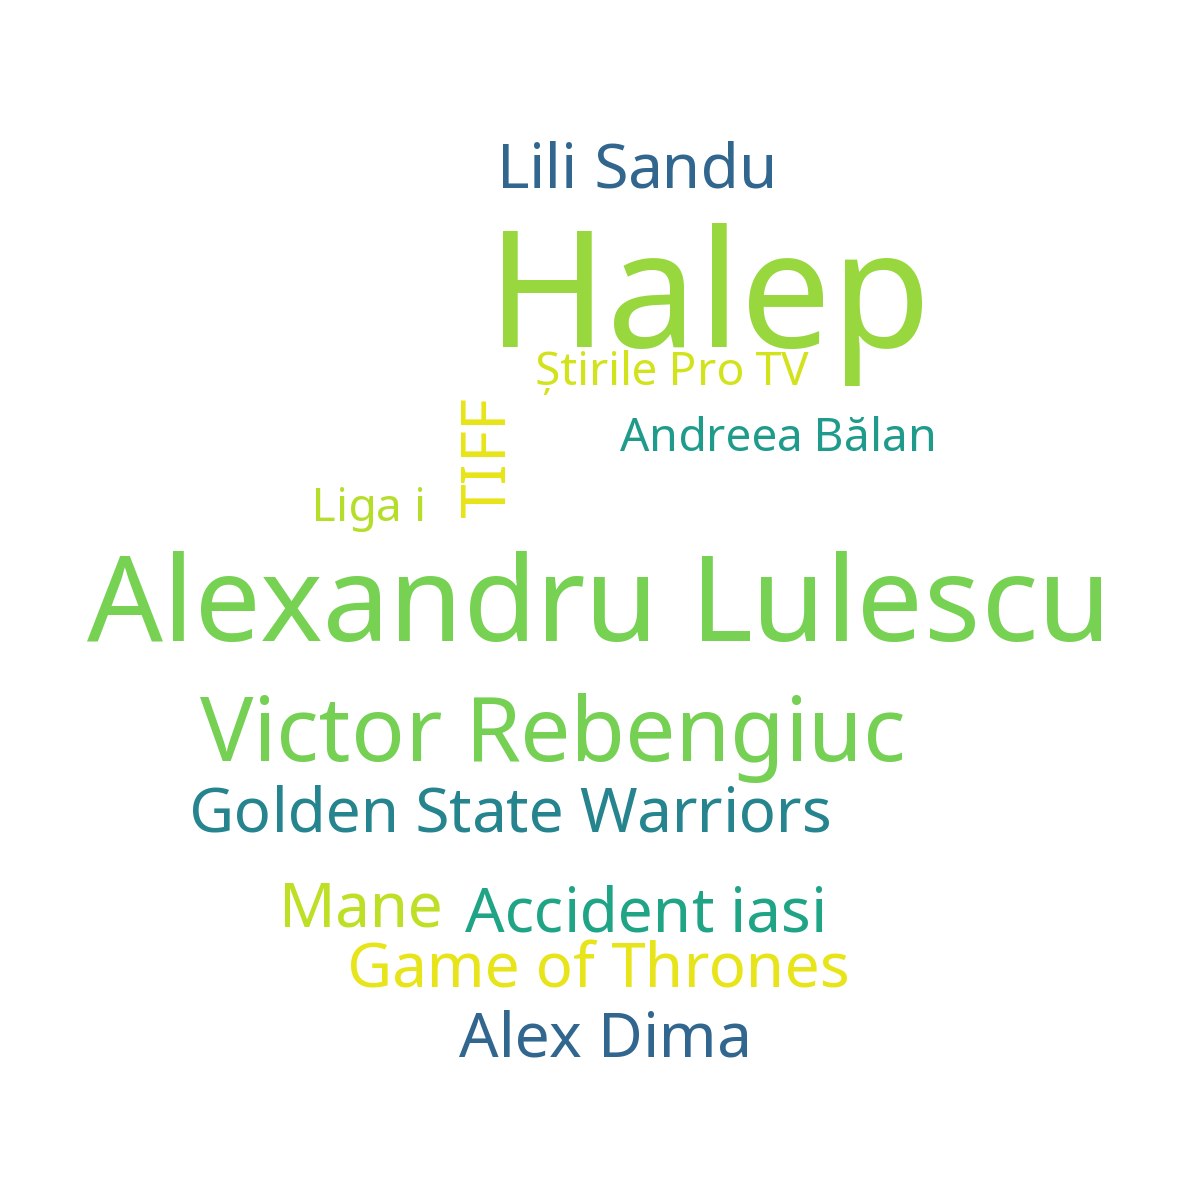 Lili Sandu
Halep
Știrile Pro TV
TIFF
Andreea Bălan
Liga i
Alexandru Lulescu
Victor Rebengiuc
Golden State Warriors
Mane
Accident iasi
Game of Thrones
Alex Dima